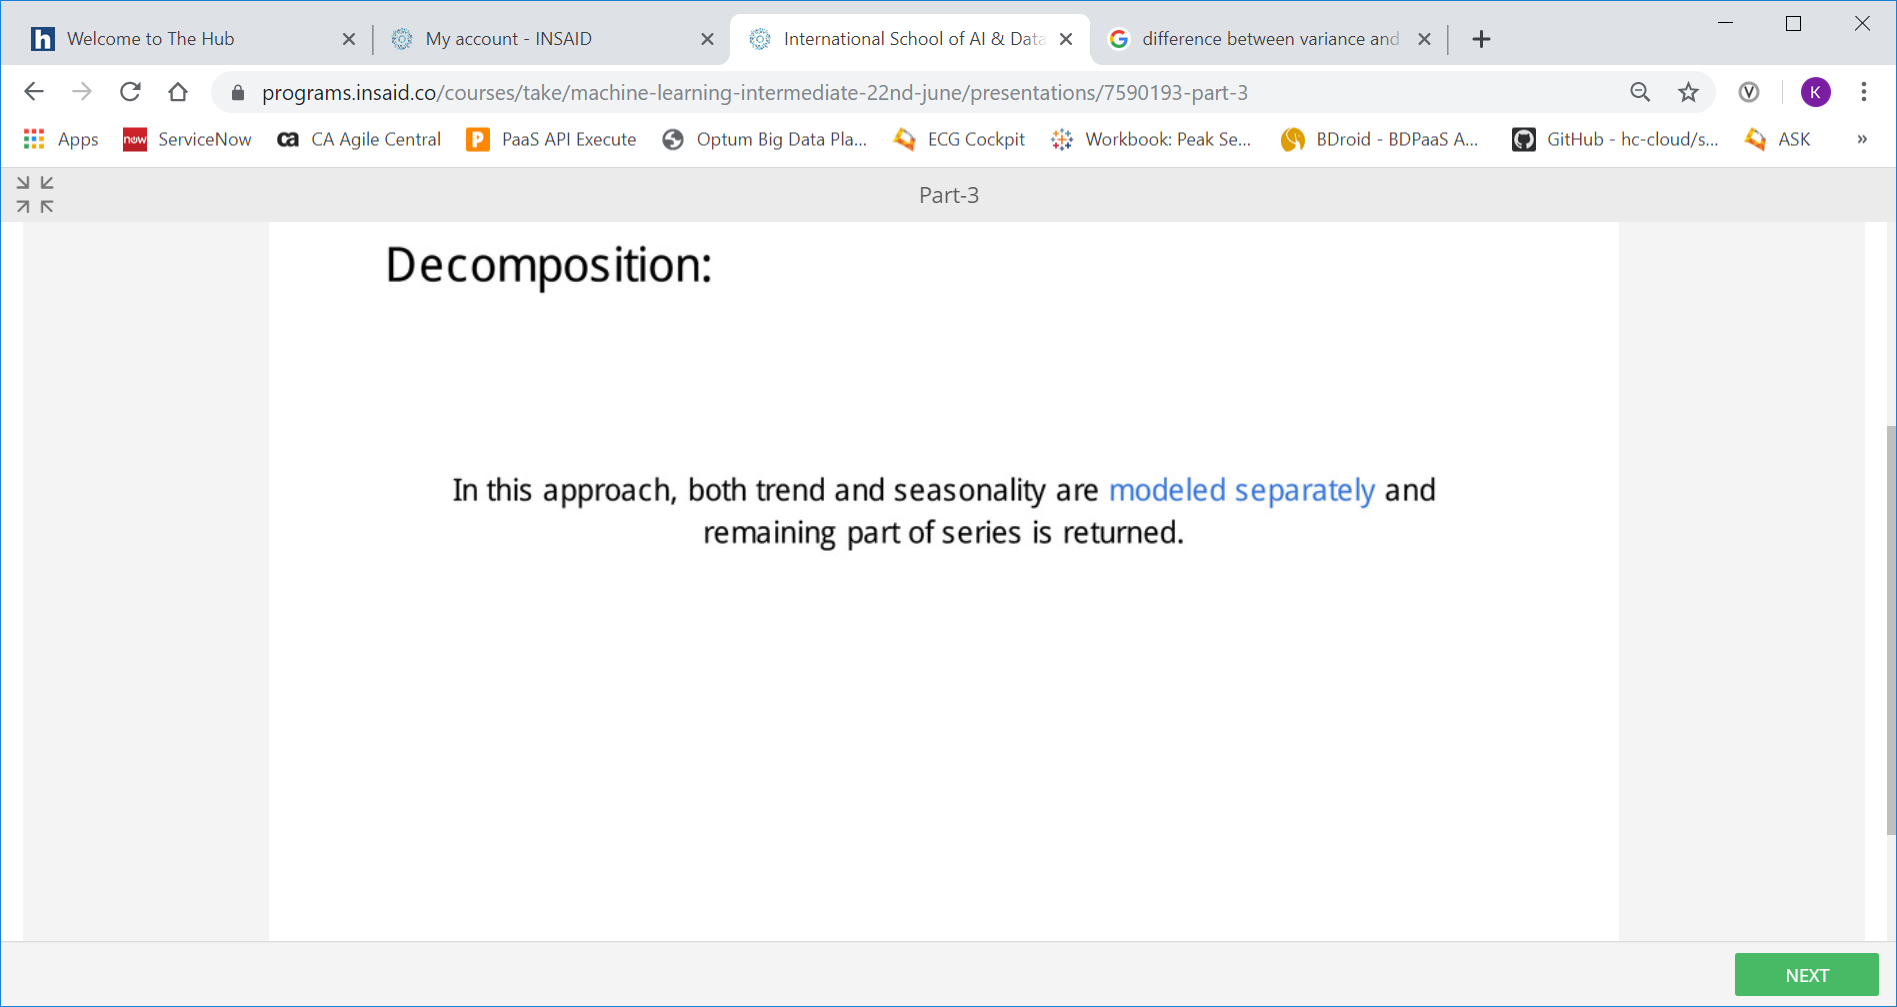 Welcome to The Hub
My account - INSAID
International School of AI & Data
difference between variance and
programs.insaid.co/courses/take/machine-learning-intermediate-22nd-june/presentations/7590193-part-3
K
Apps
now
ServiceNow
ca
CA Agile Central
P
PaaS API Execute
Optum Big Data Pla...
ECG Cockpit
Workbook: Peak Se...
BDroid - BDPaaS A...
GitHub - hc-cloud/s...
ASK
»
Part-3
Decomposition:
In this approach, both trend and seasonality are modeled separately and
remaining part of series is returned.
NEXT